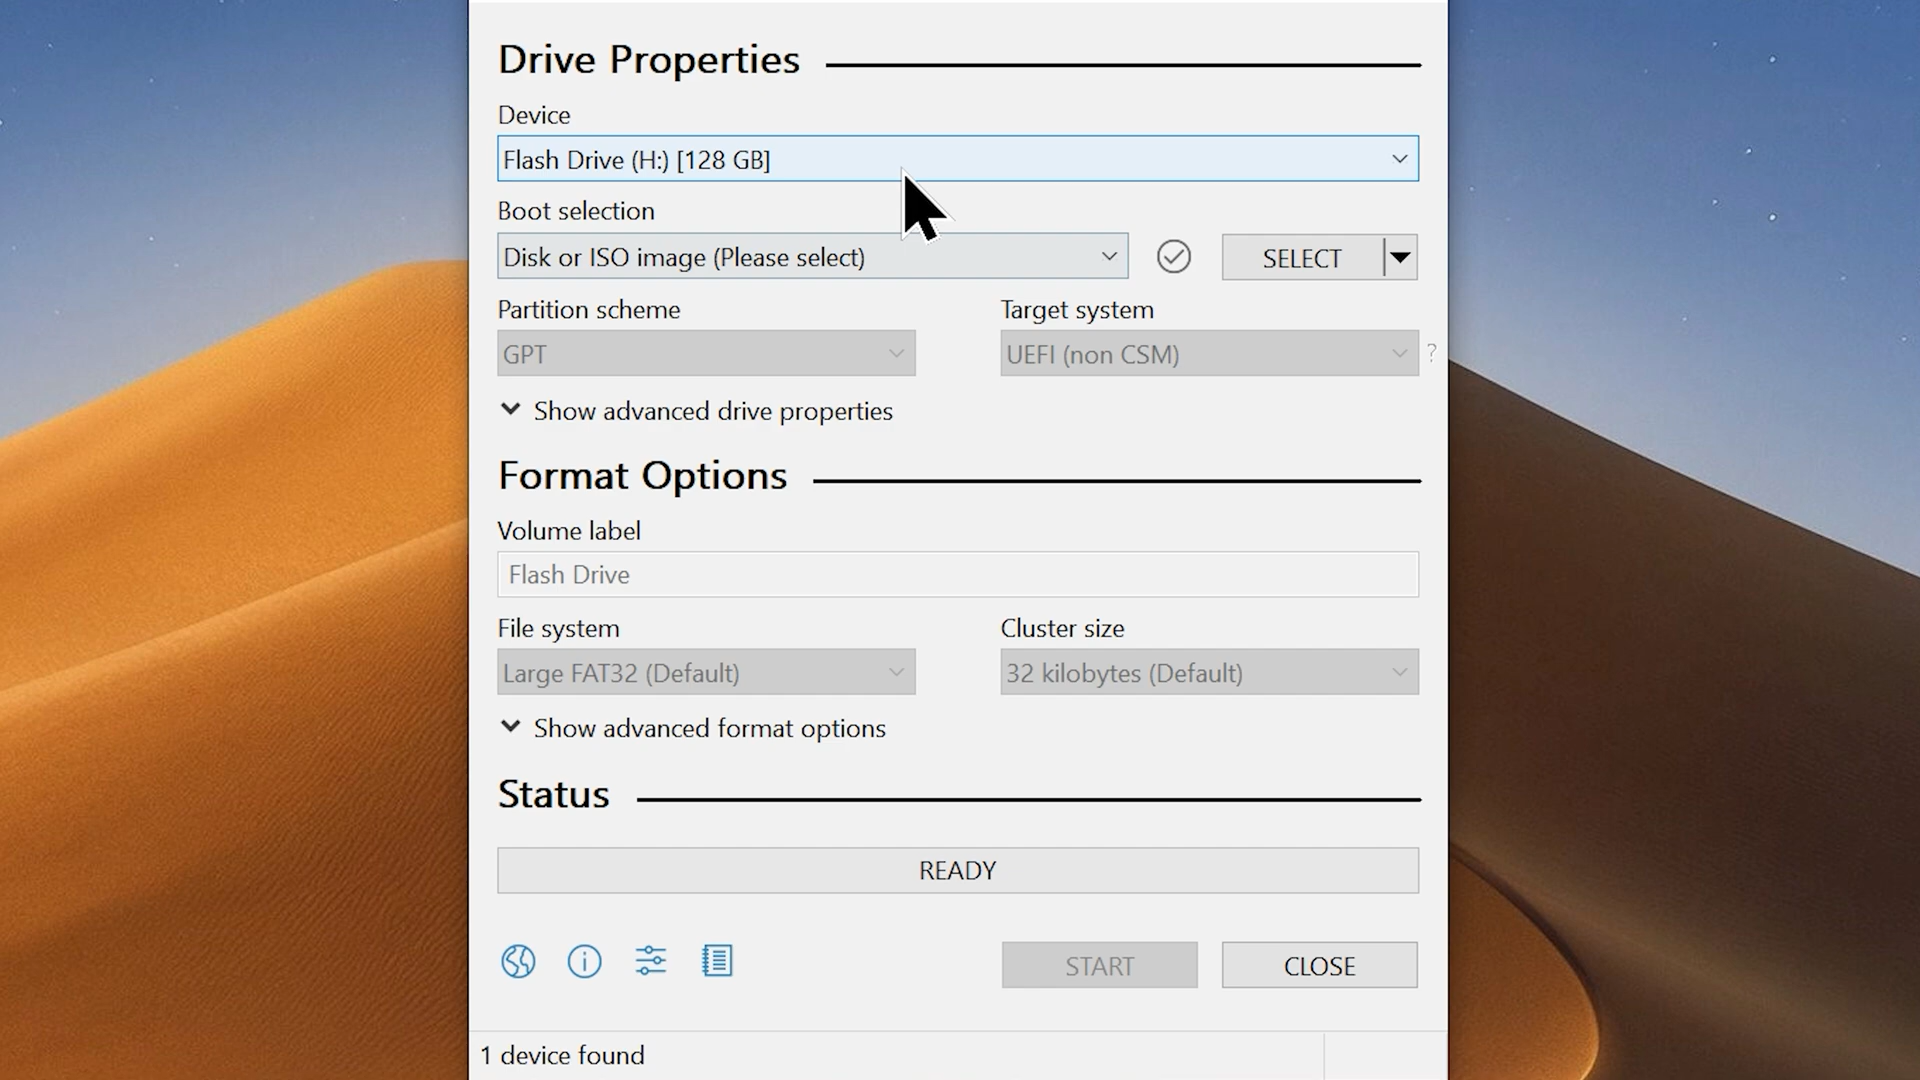 Drive Properties
Device
Flash Drive (H:) [128 GB]
Boot selection
Disk or ISO image (Please select)
SELECT
Partition scheme
Target system
GPT
UEFI (non CSM)
?
Show advanced drive properties
Format Options
Volume label
Flash Drive
File system
Cluster size
Large FAT32 (Default)
32 kilobytes (Default)
Show advanced format options
Status
READY
START
CLOSE
1 device found